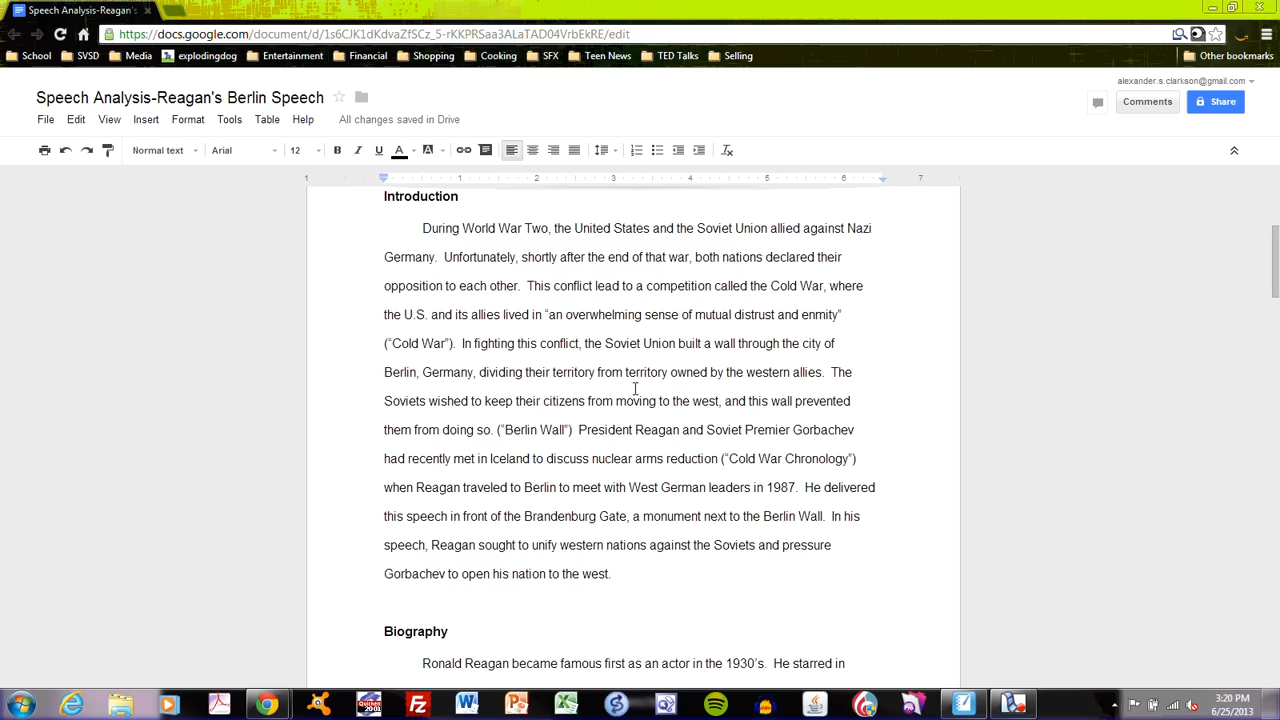 Speech Analysis-Reagan's
https://docs.google.com/document/d/1s6CJK1dKdvaZfSCz_5-rKKPRSaa3ALaTAD04VrbEkRE/edit
School SVSD Media explodingdog Entertainment Financial Shopping Cooking SFX Teen News TED Talks Selling Other bookmarks
alexander.s.clarkson@gmail.com
Speech Analysis-Reagan's Berlin Speech
Comments Share
File Edit View Insert Format Tools Table Help All changes saved in Drive
Normal text Arial 12 B I U A A
1 1 2 3 4 5 6 7
Introduction
During World War Two, the United States and the Soviet Union allied against Nazi
Germany. Unfortunately, shortly after the end of that war, both nations declared their
opposition to each other. This conflict lead to a competition called the Cold War, where
the U.S. and its allies lived in “an overwhelming sense of mutual distrust and enmity”
(“Cold War”). In fighting this conflict, the Soviet Union built a wall through the city of
Berlin, Germany, dividing their territory from territory owned by the western allies. The
Soviets wished to keep their citizens from moving to the west, and this wall prevented
them from doing so. (“Berlin Wall”) President Reagan and Soviet Premier Gorbachev
had recently met in Iceland to discuss nuclear arms reduction (“Cold War Chronology”)
when Reagan traveled to Berlin to meet with West German leaders in 1987. He delivered
this speech in front of the Brandenburg Gate, a monument next to the Berlin Wall. In his
speech, Reagan sought to unify western nations against the Soviets and pressure
Gorbachev to open his nation to the west.
Biography
Ronald Reagan became famous first as an actor in the 1930’s. He starred in
3:20 PM
6/25/2013